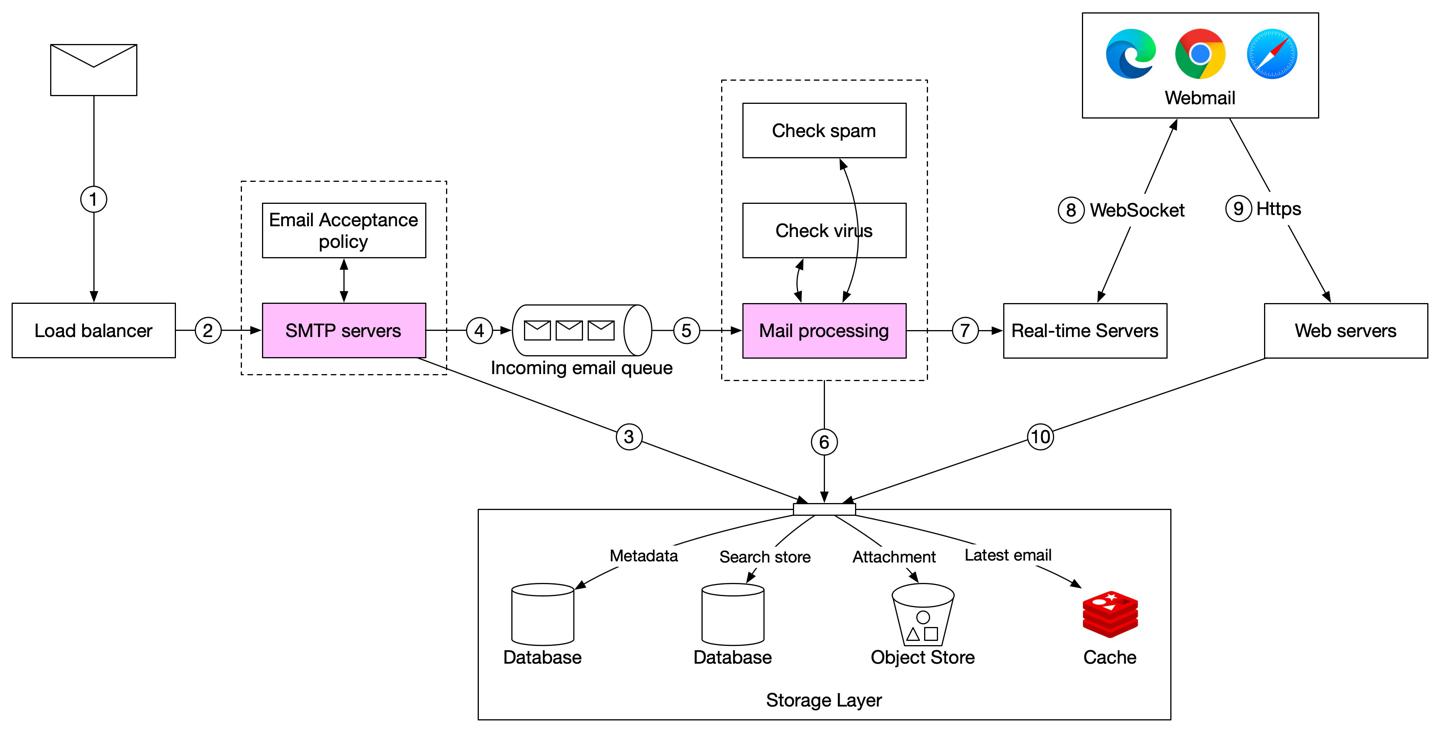 Webmail
Check spam
1
8 WebSocket
9 Https
Email Acceptance
policy
Check virus
Load balancer
2
SMTP servers
4
5
Mail processing
7
Real-time Servers
Web servers
Incoming email queue
3
6
10
Metadata
Search store
Attachment
Latest email
Database
Database
Object Store
Cache
Storage Layer